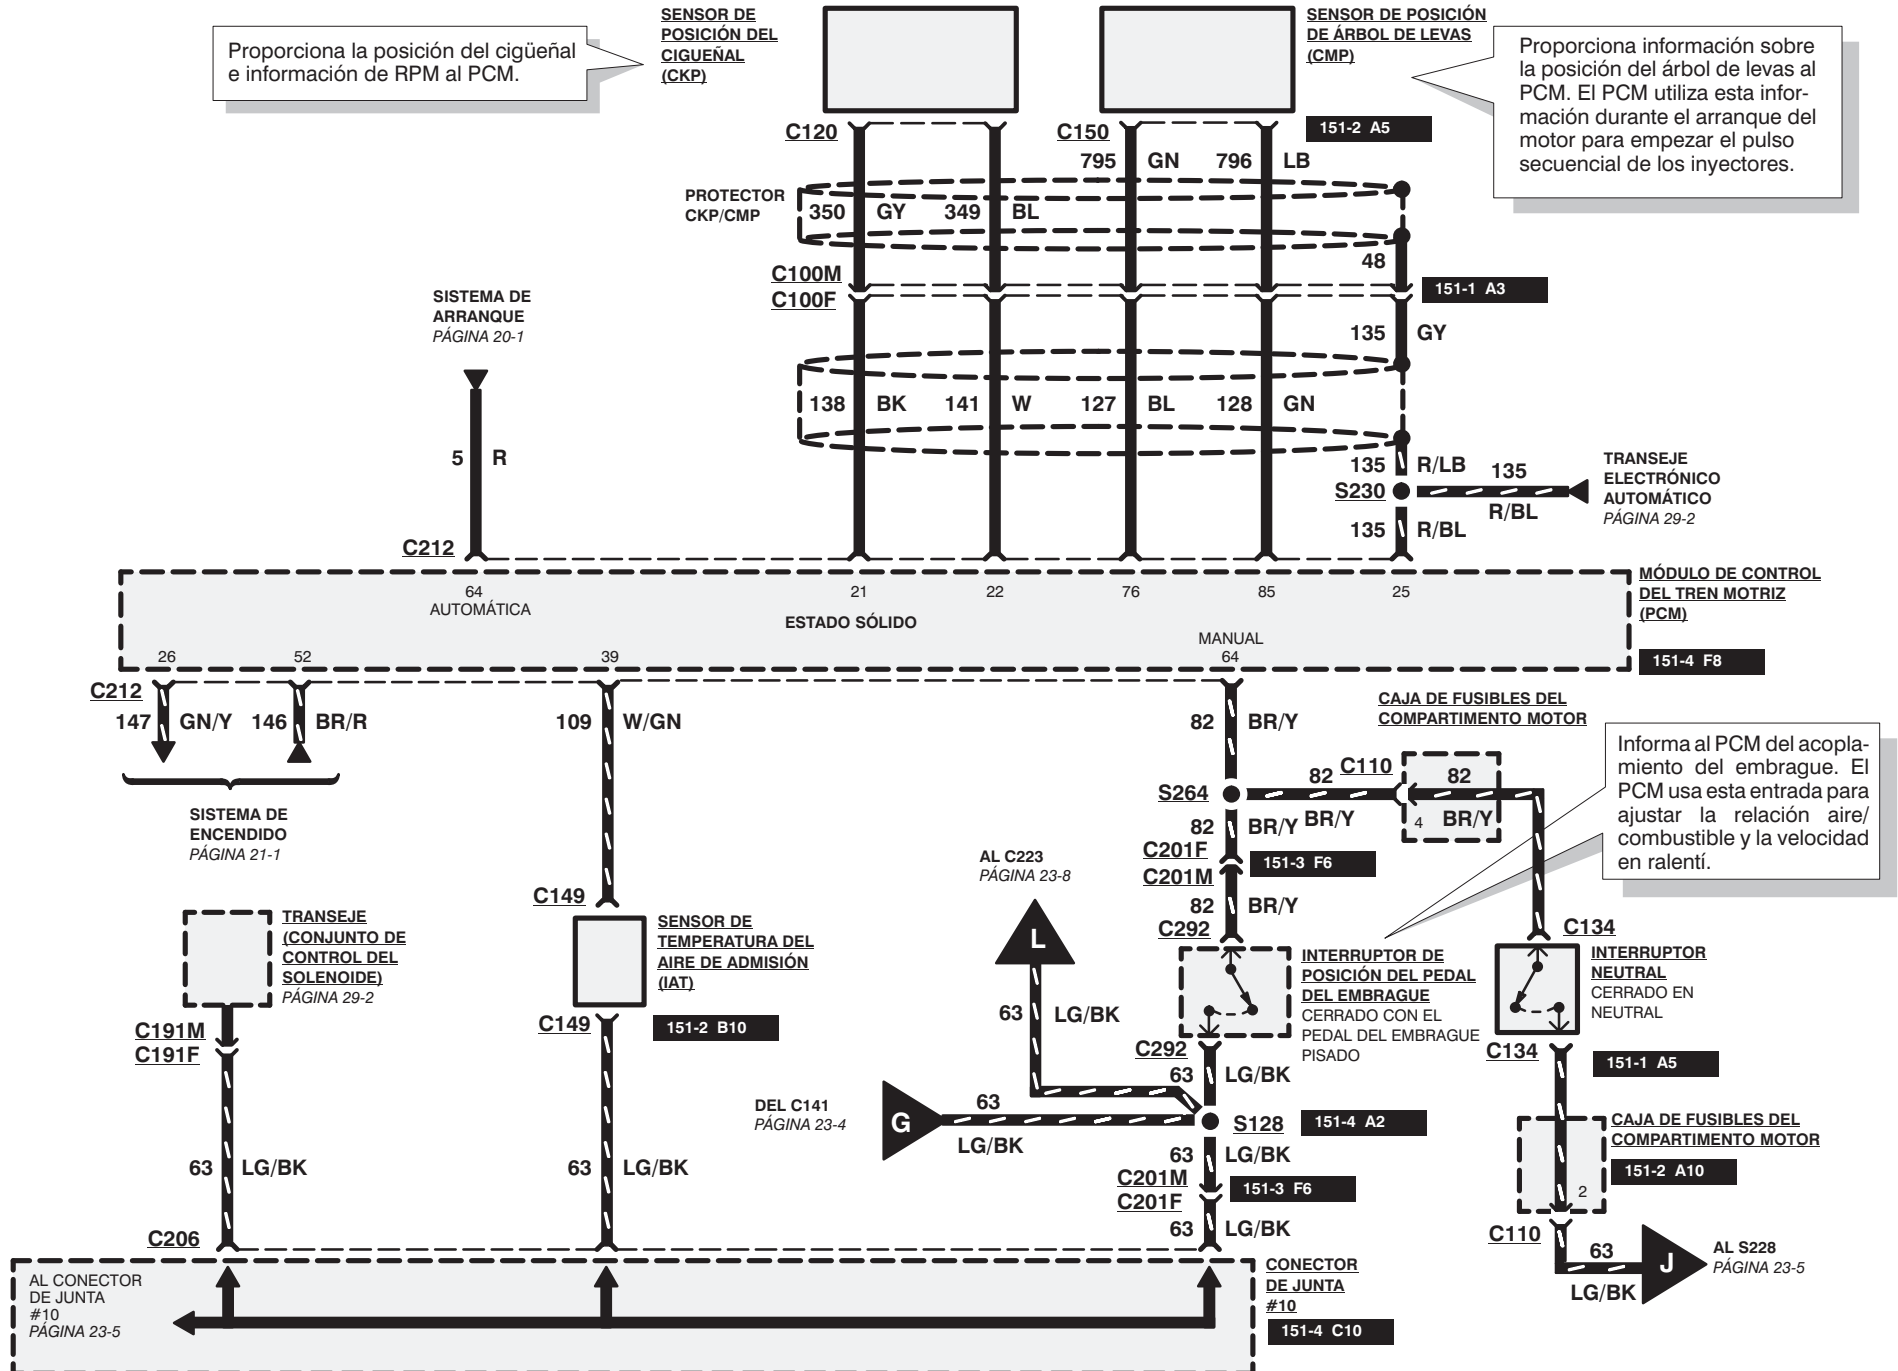 SENSOR DE
POSICIÓN DEL
CIGUEÑAL
(CKP)
SENSOR DE POSICIÓN
DE ÁRBOL DE LEVAS
(CMP)
Proporciona la posición del cigüeñal
e información de RPM al PCM.
Proporciona información sobre
la posición del árbol de levas al
PCM. El PCM utiliza esta infor-
mación durante el arranque del
motor para empezar el pulso
secuencial de los inyectores.
C120
C150
151-2 A5
795 GN 796 LB
PROTECTOR
CKP/CMP
350 GY 349 BL
48
C100M
C100F
151-1 A3
SISTEMA DE
ARRANQUE
PÁGINA 20-1
135 GY
138 BK 141 W 127 BL 128 GN
5 R
135 R/LB
S230
135
R/BL
TRANSEJE
ELECTRÓNICO
AUTOMÁTICO
PÁGINA 29-2
135 R/BL
C212
64
AUTOMÁTICA
21
22
76
85
25
ESTADO SÓLIDO
MANUAL
64
26
52
39
MÓDULO DE CONTROL
DEL TREN MOTRIZ
(PCM)
151-4 F8
C212
147 GN/Y 146 BR/R
109 W/GN
82 BR/Y
SISTEMA DE
ENCENDIDO
PÁGINA 21-1
CAJA DE FUSIBLES DEL
COMPARTIMENTO MOTOR
S264
82
BR/Y
C110
82
4 BR/Y
Informa al PCM del acopla-
miento del embrague. El
PCM usa esta entrada para
ajustar la relación aire/
combustible y la velocidad
en ralentí.
82 BR/Y
C201F
151-3 F6
C201M
82 BR/Y
C292
AL C223
PÁGINA 23-8
L
63 LG/BK
C149
SENSOR DE
TEMPERATURA DEL
AIRE DE ADMISIÓN
(IAT)
C149
151-2 B10
TRANSEJE
(CONJUNTO DE
CONTROL DEL
SOLENOIDE)
PÁGINA 29-2
C191M
C191F
INTERRUPTOR DE
POSICIÓN DEL PEDAL
DEL EMBRAGUE
CERRADO CON EL
PEDAL DEL EMBRAGUE
PISADO
C134
INTERRUPTOR
NEUTRAL
CERRADO EN
NEUTRAL
C134
151-1 A5
C292
63 LG/BK
DEL C141
PÁGINA 23-4
G
63
LG/BK
S128
151-4 A2
63 LG/BK
C201M
C201F
151-3 F6
63 LG/BK
CAJA DE FUSIBLES DEL
COMPARTIMENTO MOTOR
151-2 A10
2
C110
63
LG/BK
J
AL S228
PÁGINA 23-5
63 LG/BK
63 LG/BK
C206
AL CONECTOR
DE JUNTA
#10
PÁGINA 23-5
CONECTOR
DE JUNTA
#10
151-4 C10